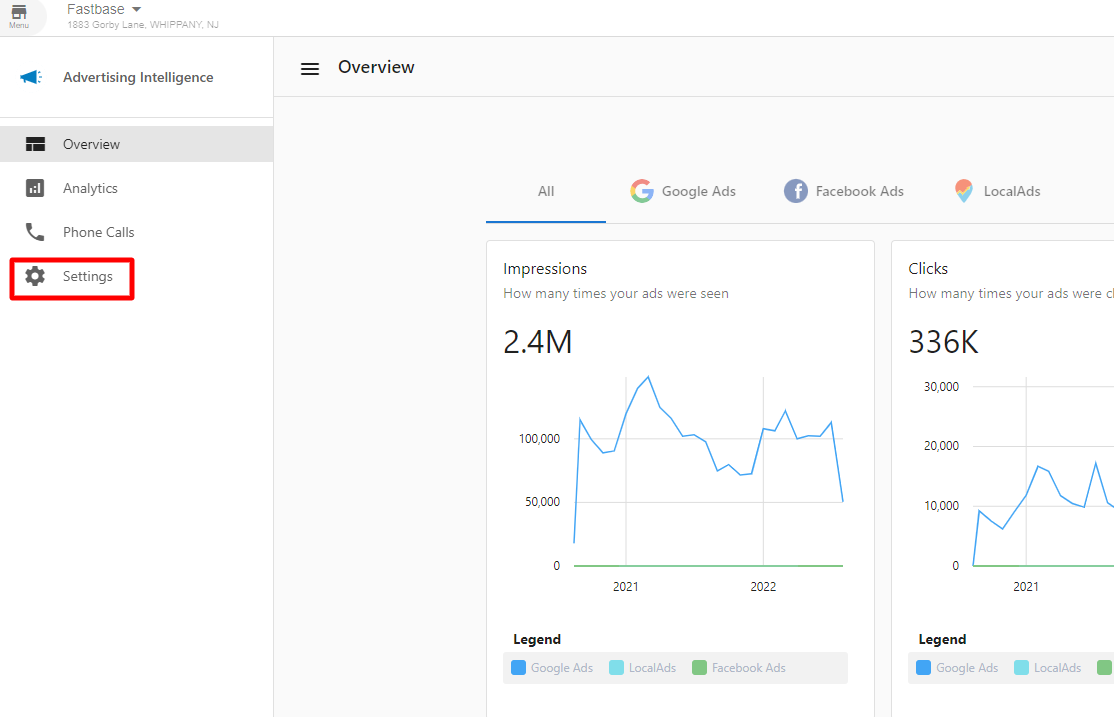 Menu
Fastbase
1883 Gorby Lane, WHIPPANY, NJ
Advertising Intelligence
Overview
Analytics
Phone Calls
Settings
Overview
All
Google Ads
Facebook Ads
LocalAds
Impressions
How many times your ads were seen
2.4M
100,000
50,000
0
2021
2022
Legend
Google Ads
LocalAds
Facebook Ads
Clicks
How many times your ads were
336K
30,000
20,000
10,000
0
2021
Legend
Google Ads
LocalAds